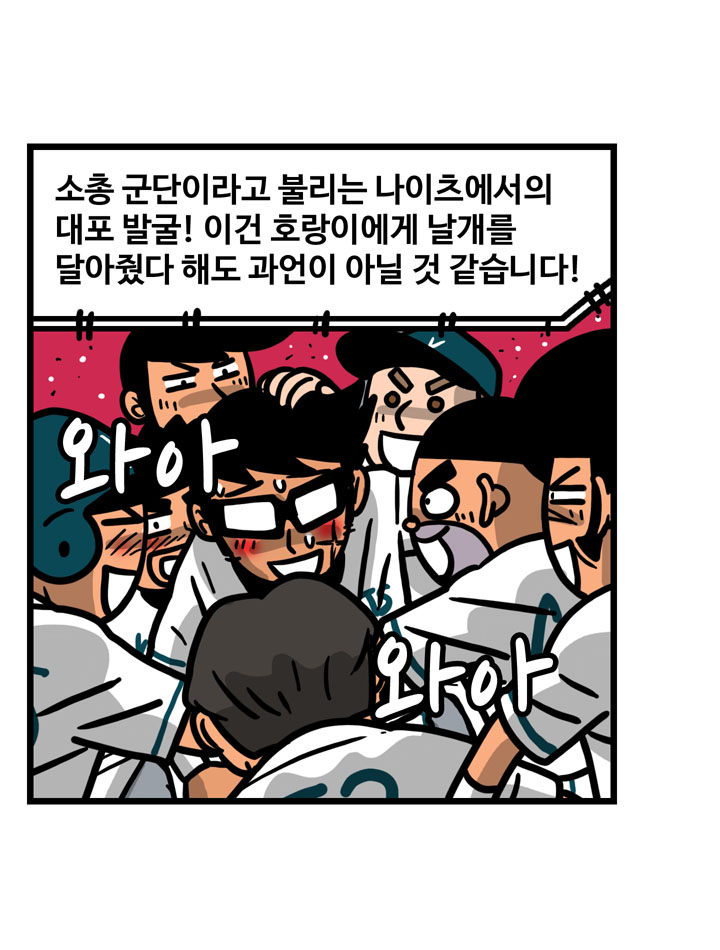 소총 군단이라고 불리는 나이츠에서의
대포 발굴! 이건 호랑이에게 날개를
달아줬다 해도 과언이 아닐 것 같습니다!
와아
와아